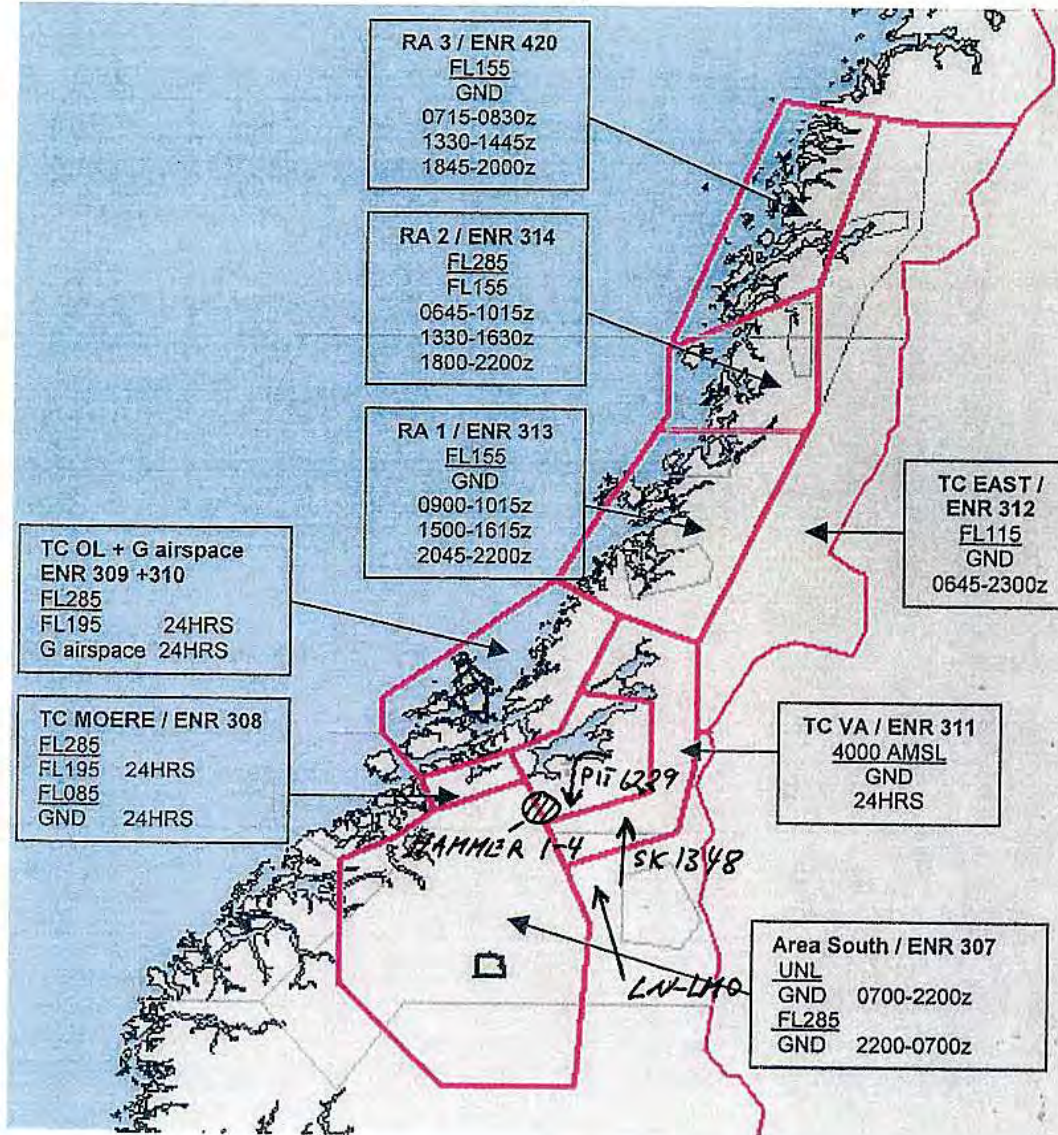 RA 3 / ENR 420
FL155
GND
0715-0830z
1330-1445z
1845-2000z
RA 2 / ENR 314
FL285
FL155
0645-1015z
1330-1630z
1800-2200z
RA 1 / ENR 313
FL155
GND
0900-1015z
1500-1615z
2045-2200z
TC EAST /
ENR 312
FL115
GND
0645-2300z
TC OL + G airspace
ENR 309 +310
FL285
FL195 24HRS
G airspace 24HRS
TC MOERE / ENR 308
FL285
FL195 24HRS
FL085
GND 24HRS
TC VA / ENR 311
4000 AMSL
GND
24HRS
PIT 6229
HAMMER 1-4
SK 1348
LN-LMO
Area South / ENR 307
UNL
GND 0700-2200z
FL285
GND 2200-0700z